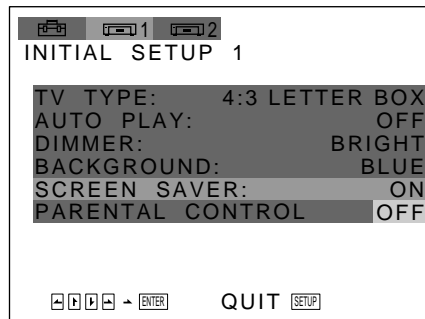 1 2
INITIAL SETUP 1
TV TYPE: 4:3 LETTER BOX
AUTO PLAY: OFF
DIMMER: BRIGHT
BACKGROUND: BLUE
SCREEN SAVER: ON
PARENTAL CONTROL OFF
ENTER QUIT SETUP